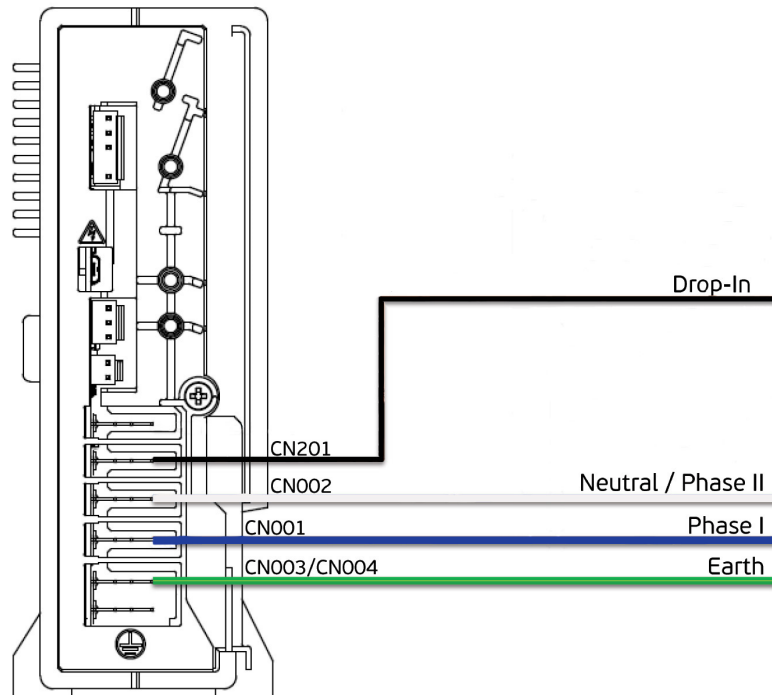 Drop-In
CN201
CN002
Neutral / Phase II
CN001
Phase I
CN003/CN004
Earth